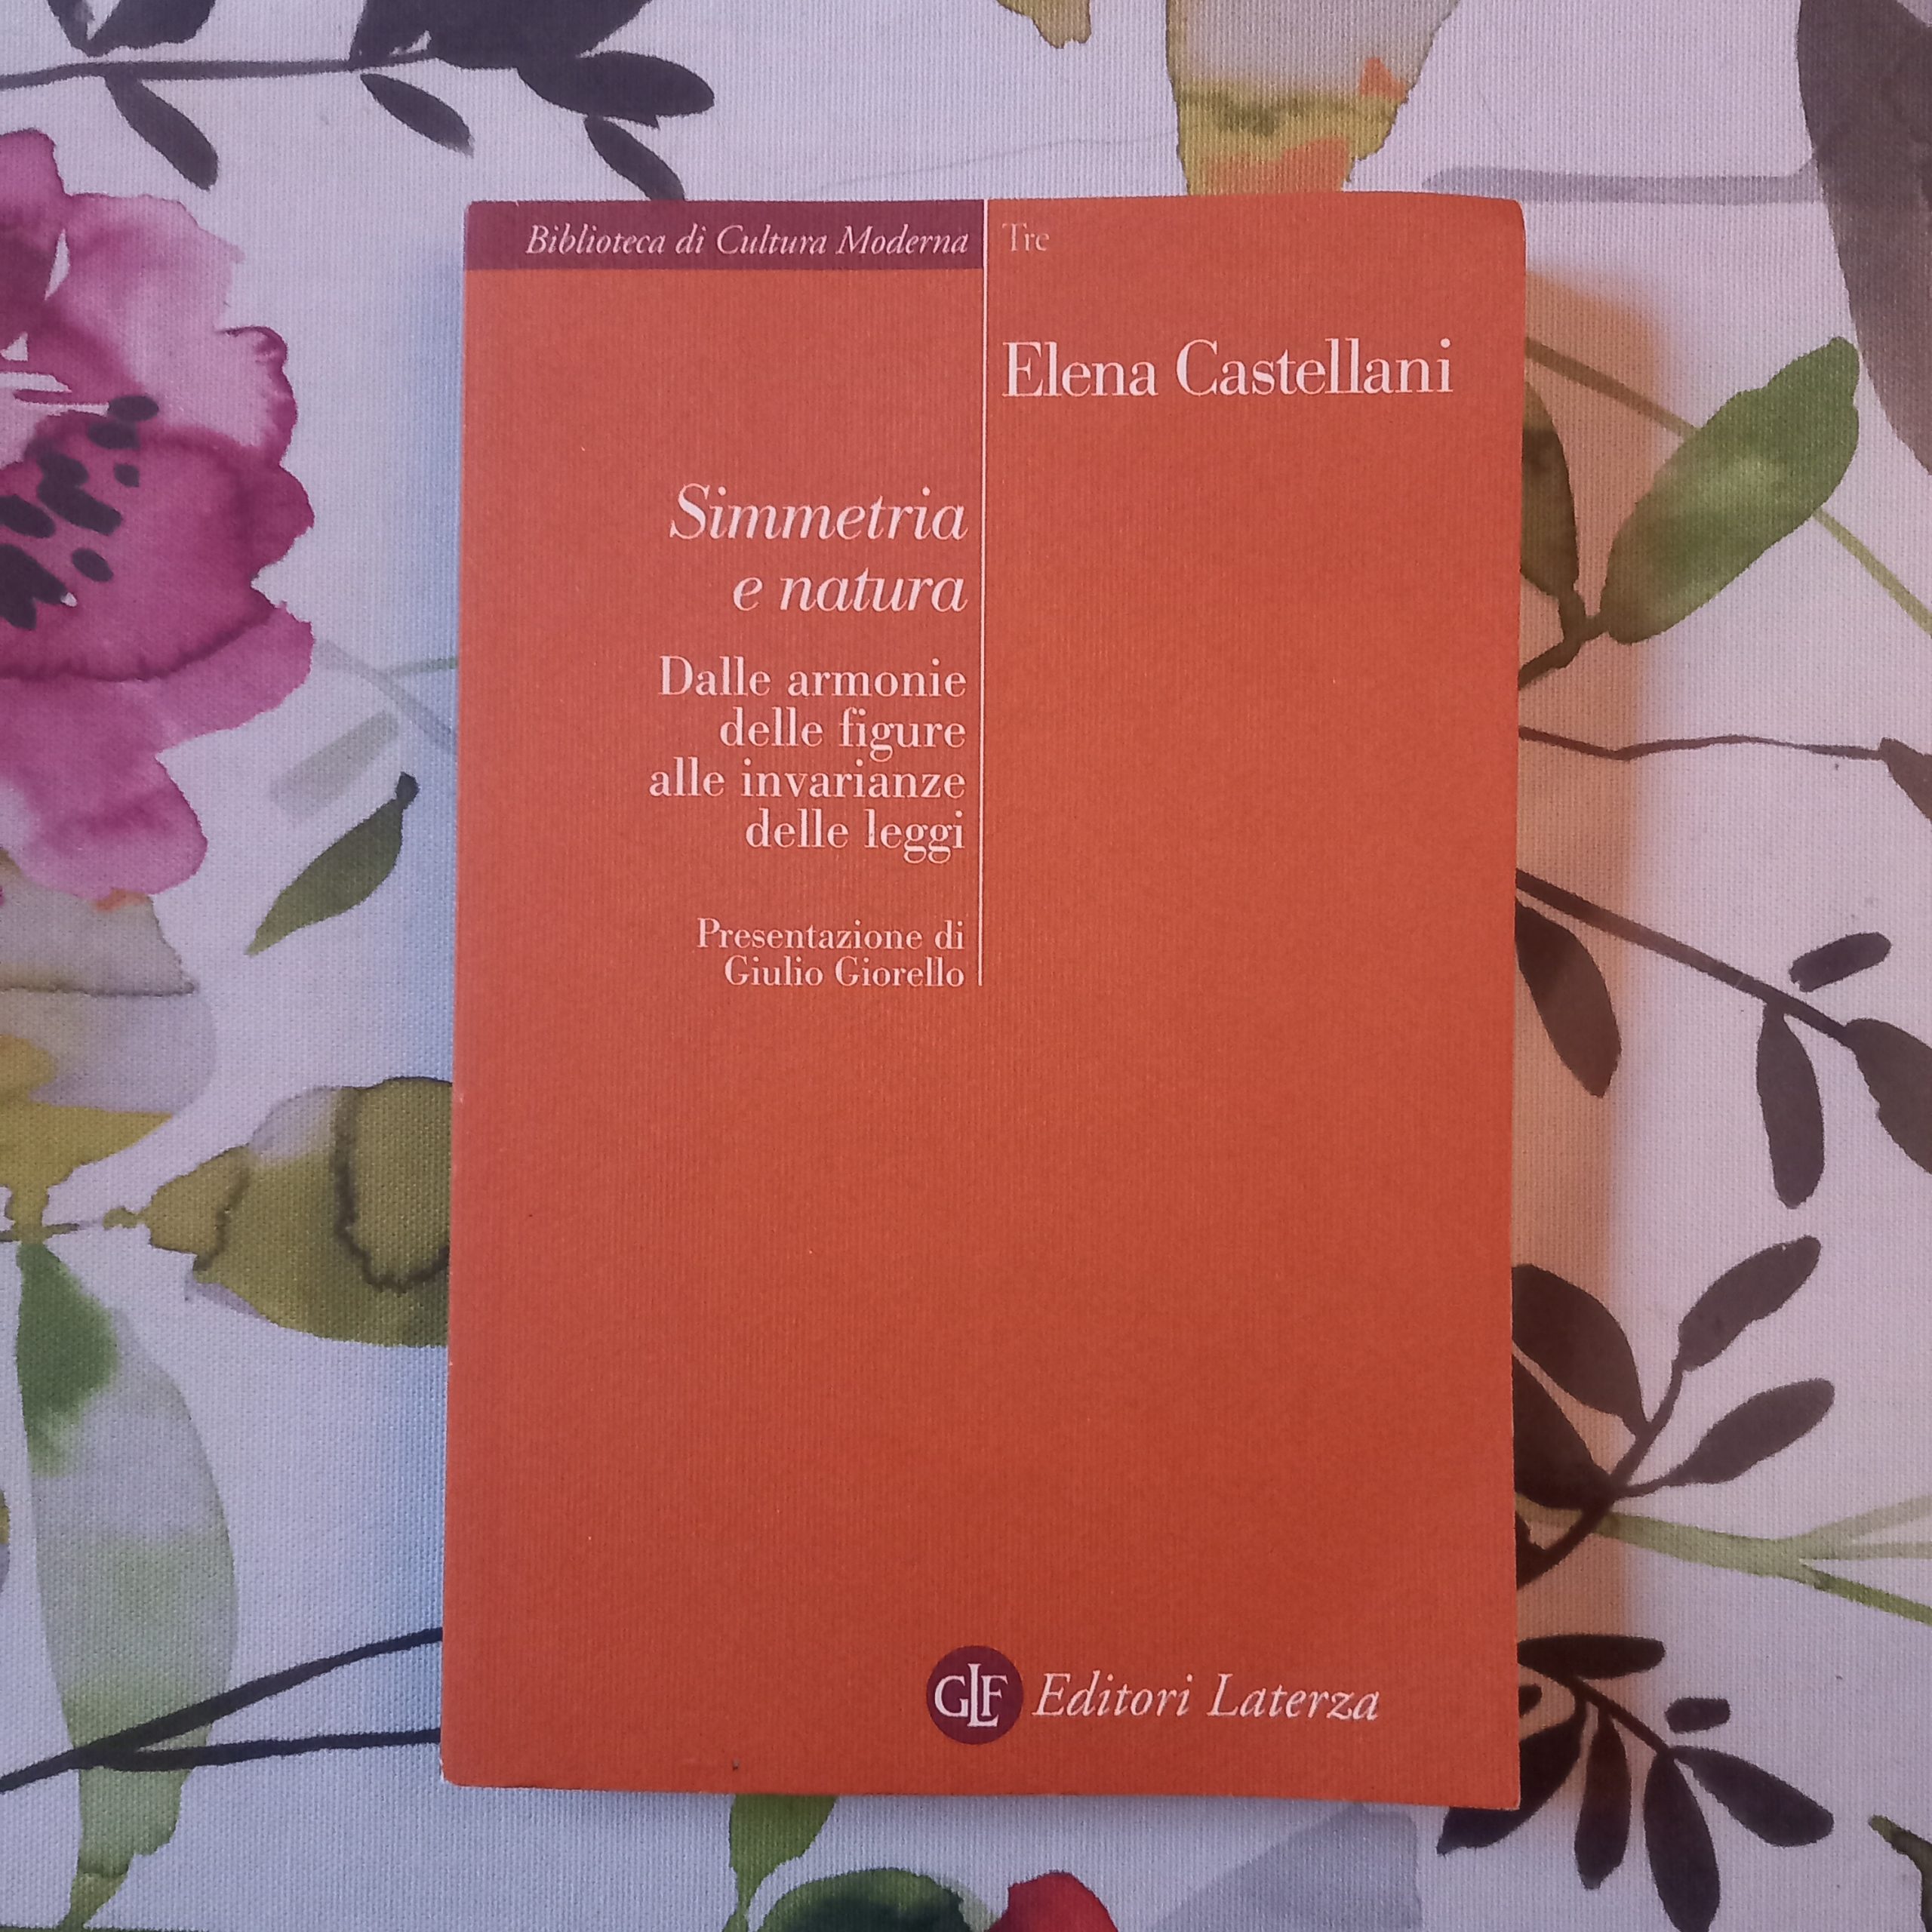 Biblioteca di Cultura Moderna
Tre
Elena Castellani
Simmetria
e natura
Dalle armonie
delle figure
alle invarianze
delle leggi
Presentazione di
Giulio Giorello
GLF Editori Laterza